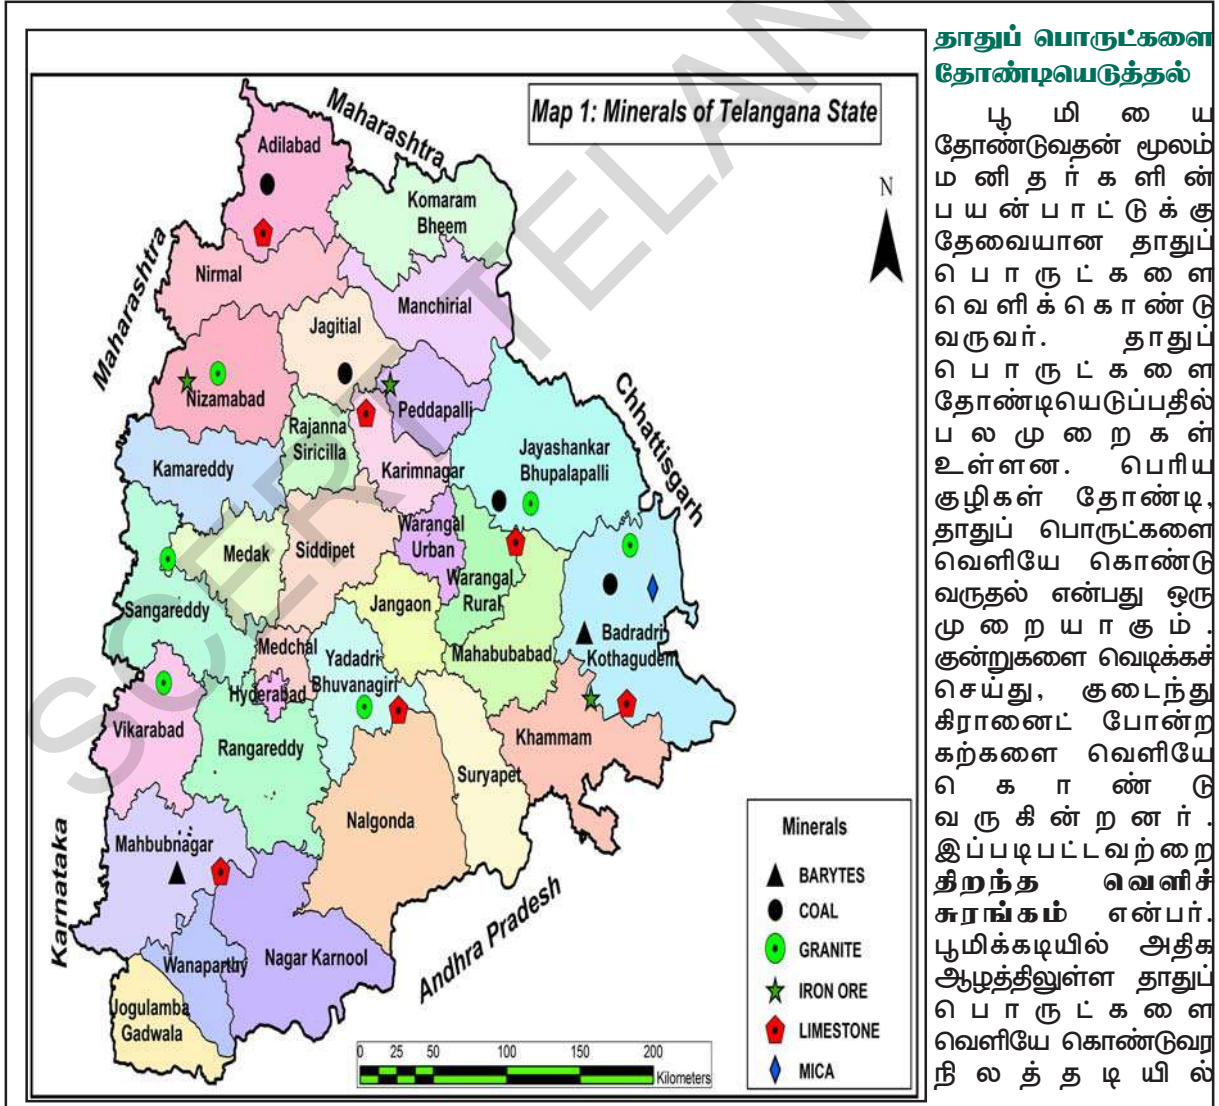 Map 1: Minerals of Telangana State
N
Maharashtra
Maharashtra
Chhattisgarh
Karnataka
Andhra Pradesh
Adilabad
Komaram
Bheem
Nirmal
Manchirial
Jagitial
Nizamabad
Peddapalli
Rajanna
Siricilla
Karimnagar
Kamareddy
Jayashankar
Bhupalapalli
Medak
Siddipet
Warangal
Urban
Warangal
Rural
Sangareddy
Jangaon
Medchal
Yadadri
Bhuvanagiri
Mahabubabad
Badradri
Kothagudem
Hyderabad
Vikarabad
Rangareddy
Khammam
Suryapet
Nalgonda
Mahbubnagar
Wanaparthy
Nagar Karnool
Jogulamba
Gadwala
Minerals
BARYTES
COAL
GRANITE
IRON ORE
LIMESTONE
MICA
0 25 50 100 150 200
Kilometers
தாதுப் பொருட்களை
தோண்டியெடுத்தல்
பூமியை
தோண்டுவதன் மூலம்
மனிதர்களின்
பயன்பாட்டுக்கு
தேவையான தாதுப்
பொருட்களை
வெளிக்கொண்டு
வருவர். தாதுப்
பொருட்களை
தோண்டியெடுப்பதில்
பலமுறைகள்
உள்ளன. பெரிய
குழிகள் தோண்டி,
தாதுப் பொருட்களை
வெளியே கொண்டு
வருதல் என்பது ஒரு
முறையாகும்.
குன்றுகளை வெடிக்கச்
செய்து, குடைந்து
கிரானைட் போன்ற
கற்களை வெளியே
கொண்டு
வருகின்றனர்.
இப்படிபட்டவற்றை
திறந்த வெளிச்
சுரங்கம் என்பர்.
பூமிக்கடியில் அதிக
ஆழத்திலுள்ள தாதுப்
பொருட்களை
வெளியே கொண்டுவர
நிலத்தடியில்
SCERT TELAN